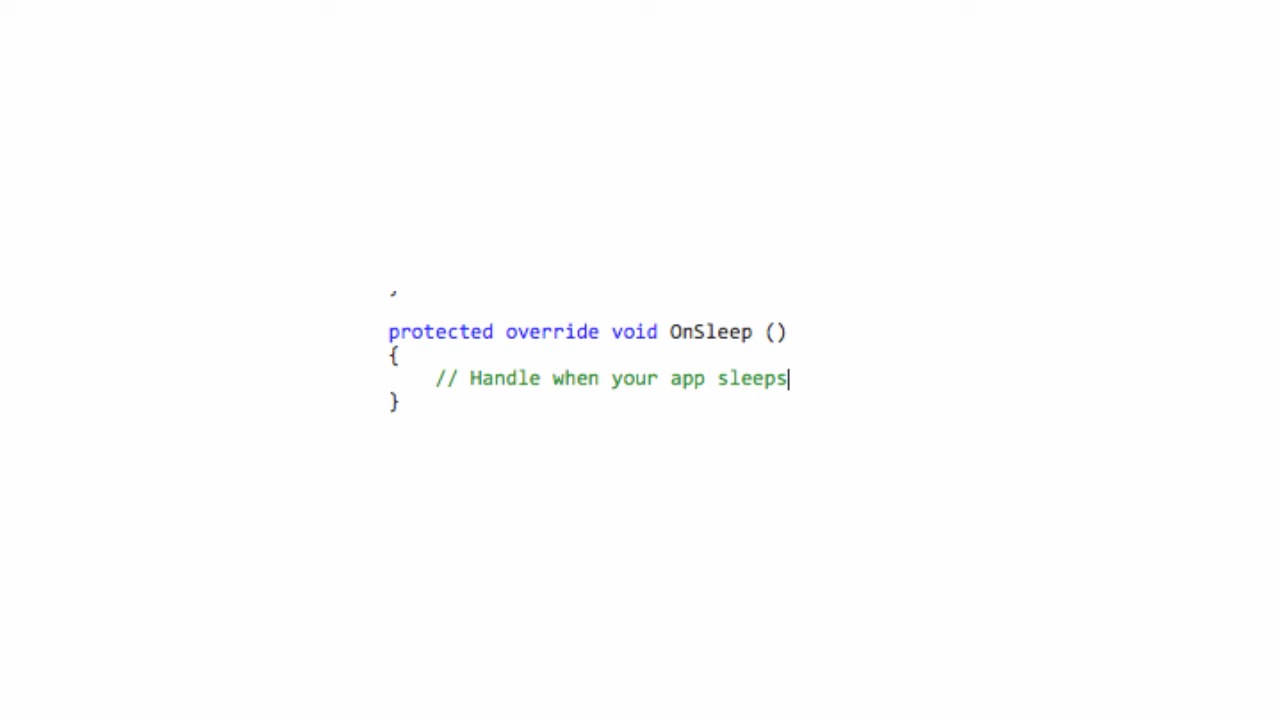 protected override void OnSleep ()
{
// Handle when your app sleeps
}